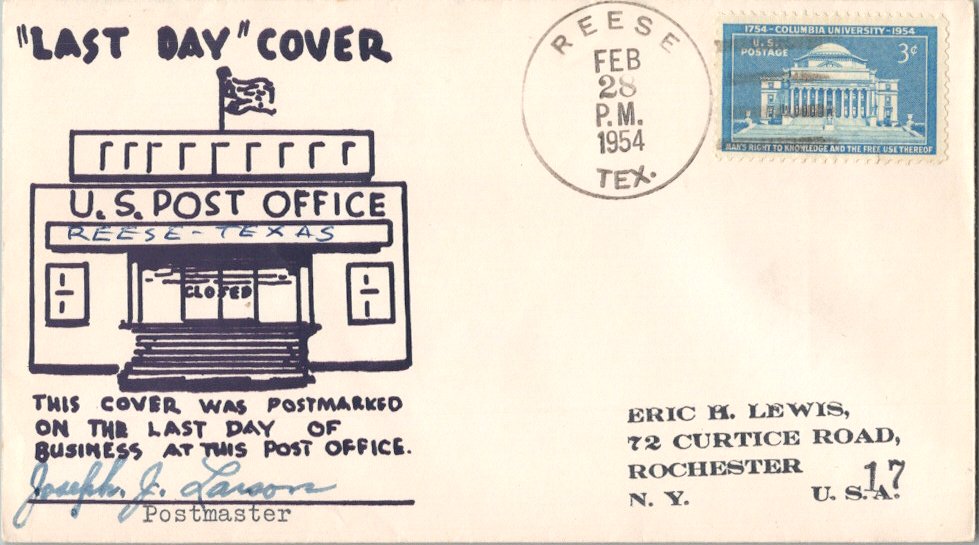 "LAST DAY" COVER
U.S. POST OFFICE
REESE - TEXAS
CLOSED
THIS COVER WAS POSTMARKED
ON THE LAST DAY OF
BUSINESS AT THIS POST OFFICE.
Joseph. J. Larson
Postmaster
REESE
FEB
28
P.M.
1954
TEX.
1754-COLUMBIA UNIVERSITY-1954
U.S.
POSTAGE
3¢
MAN'S RIGHT TO KNOWLEDGE AND THE FREE USE THEREOF
ERIC H. LEWIS,
72 CURTICE ROAD,
ROCHESTER 17
N. Y. U. S. A.